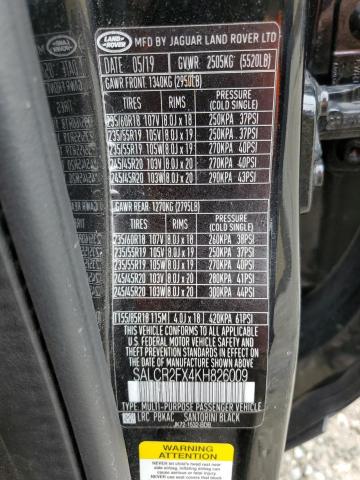 LAND ROVER MFD BY JAGUAR LAND ROVER LTD
DATE: 05/19 GVWR: 2505KG (5520LB)
GAWR FRONT: 1340KG (2950LB)
TIRES RIMS PRESSURE (COLD SINGLE)
235/60R18 107V 8.0J x 18 250KPA 37PSI
235/55R19 105V 8.0J x 19 250KPA 37PSI
235/55R19 105W 8.0J x 19 270KPA 40PSI
245/45R20 103W 8.0J x 20 270KPA 40PSI
245/45R20 103W 8.0J x 20 290KPA 43PSI
GAWR REAR: 1270KG (2795LB)
TIRES RIMS PRESSURE (COLD SINGLE)
235/60R18 107V 8.0J x 18 260KPA 38PSI
235/55R19 105V 8.0J x 19 250KPA 37PSI
235/55R19 105W 8.0J x 19 270KPA 40PSI
245/45R20 103W 8.0J x 20 280KPA 41PSI
245/45R20 103W 8.0J x 20 300KPA 44PSI
T155/85R18 115M 4.0J x 18 420KPA 61PSI
THIS VEHICLE CONFORMS TO ALL APPLICABLE
U.S. FEDERAL MOTOR VEHICLE SAFETY
STANDARDS IN EFFECT ON THE DATE OF
MANUFACTURE SHOWN ABOVE.
SALCR2FX4KH826009
TYPE: MULTI-PURPOSE PASSENGER VEHICLE
LRC PBKAC SANTORINI BLACK